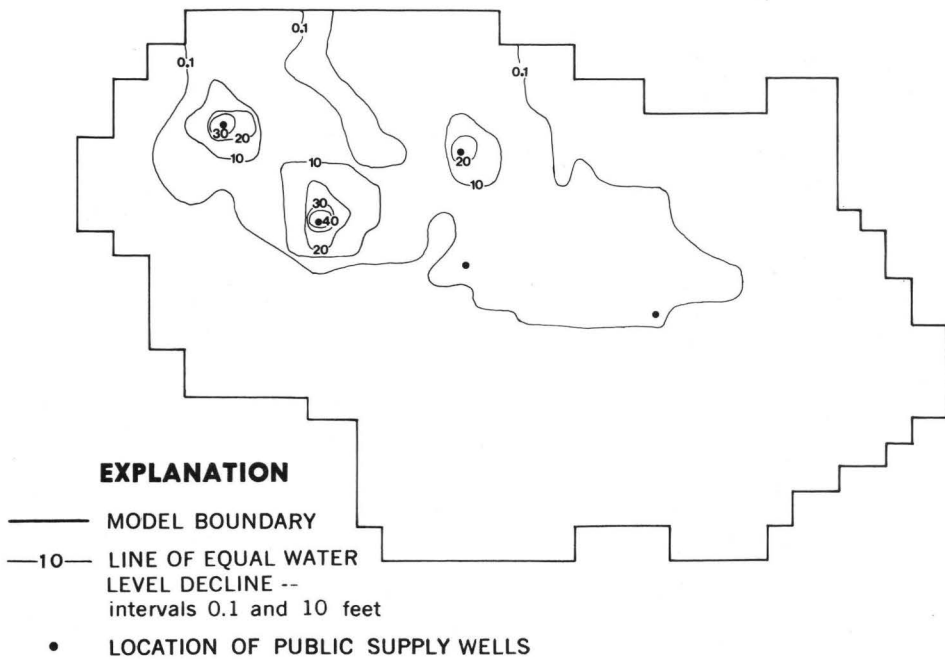 0.1
0.1
0.1
30
20
10
20
10
10
30
40
20
EXPLANATION
MODEL BOUNDARY
10 LINE OF EQUAL WATER
LEVEL DECLINE --
intervals 0.1 and 10 feet
LOCATION OF PUBLIC SUPPLY WELLS